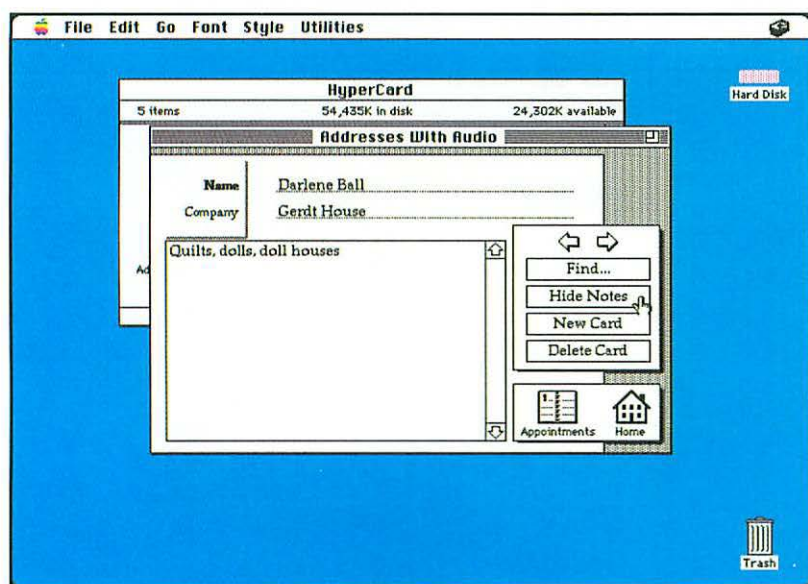 File Edit Go Font Style Utilities
Hard Disk
HyperCard
5 items 54,435K in disk 24,302K available
Addresses With Audio
Name Darlene Ball
Company Gerdt House
Quilts, dolls, doll houses
Ad
Find...
Hide Notes
New Card
Delete Card
1
Appointments Home
Trash